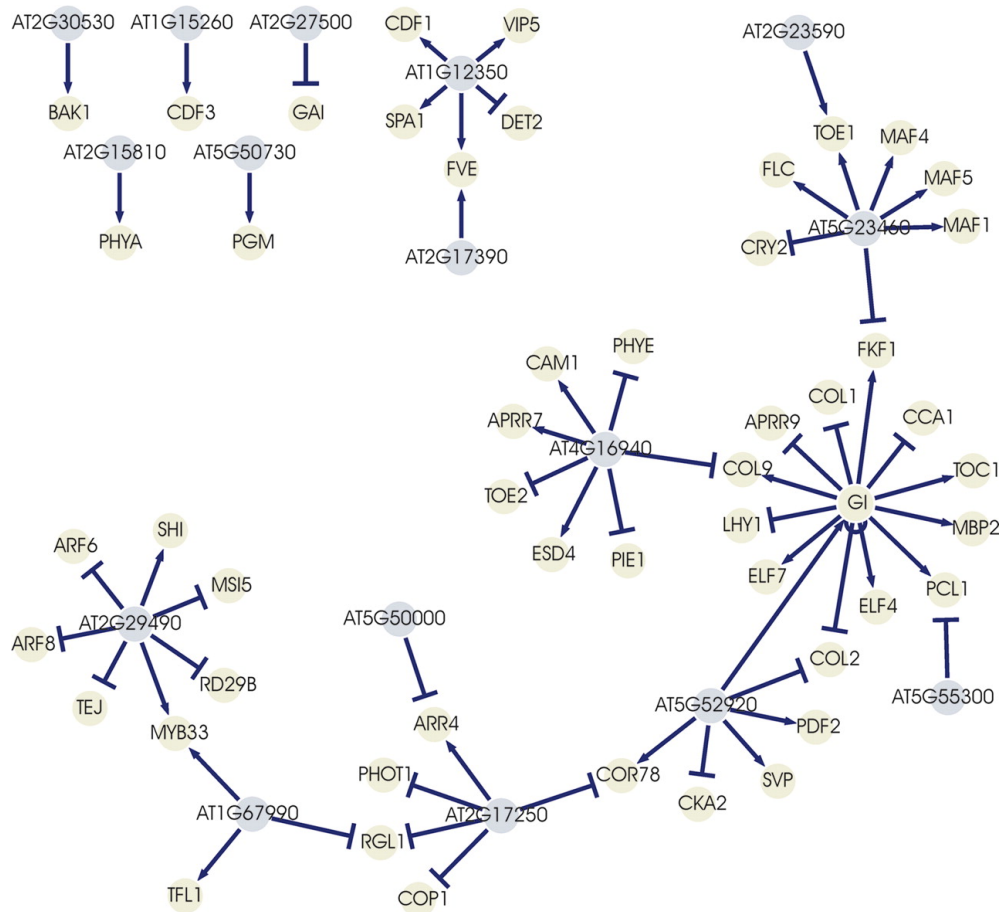 AT2G30530
AT1G15260
AT2G27500
CDF1
VIP5
AT2G23590
AT1G12350
BAK1
CDF3
GAI
SPA1
DET2
TOE1
MAF4
AT2G15810
AT5G50730
FVE
FLC
MAF5
AT5G23460
MAF1
PHYA
PGM
AT2G17390
CRY2
PHYE
FKF1
CAM1
COL1
CCA1
APRR7
APRR9
AT4G16940
COL9
TOC1
TOE2
GI
LHY1
MBP2
SHI
ARF6
ESD4
PIE1
ELF7
PCL1
MSI5
ELF4
AT2G29490
AT5G50000
ARF8
COL2
RD29B
AT5G55300
TEJ
AT5G52920
MYB33
ARR4
PDF2
PHOT1
COR78
SVP
CKA2
AT1G67990
AT2G17250
RGL1
TFL1
COP1